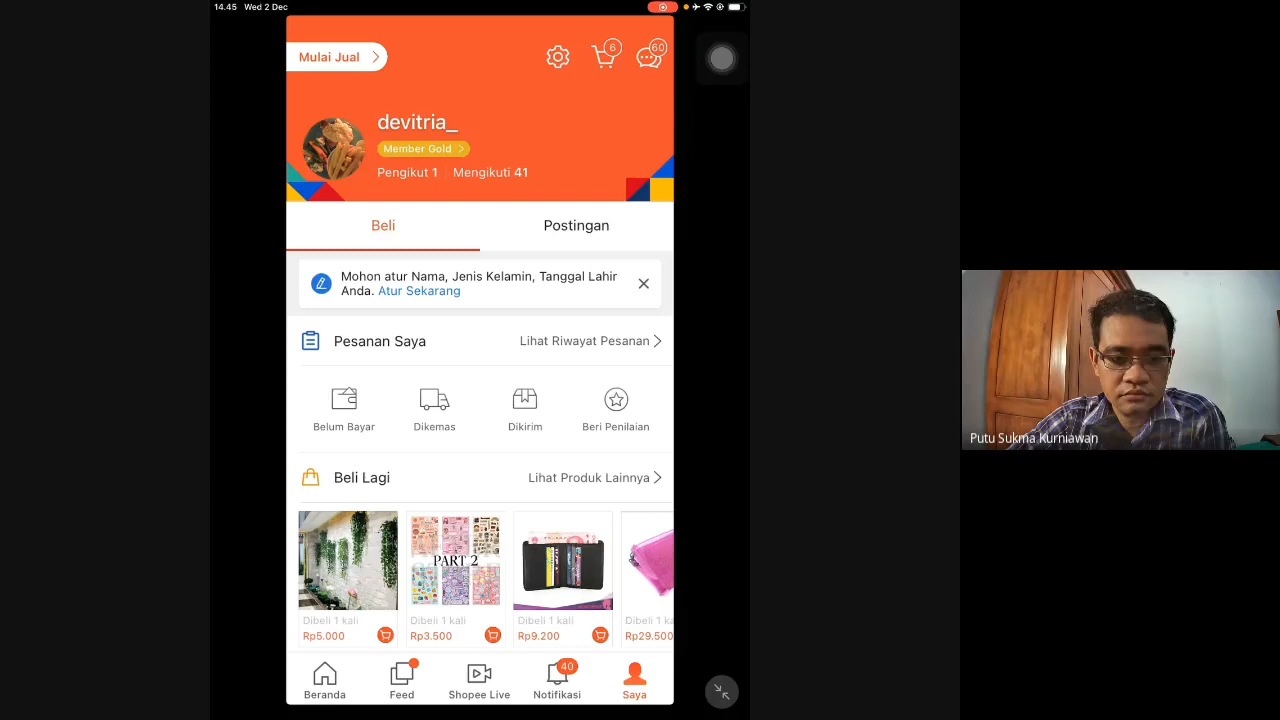 14.45 Wed 2 Dec
Mulai Jual
6
60
devitria_
Member Gold
Pengikut 1 Mengikuti 41
Beli
Postingan
Mohon atur Nama, Jenis Kelamin, Tanggal Lahir
Anda. Atur Sekarang
Pesanan Saya
Lihat Riwayat Pesanan
Belum Bayar
Dikemas
Dikirim
Beri Penilaian
Beli Lagi
Lihat Produk Lainnya
PART 2
Dibeli 1 kali
Rp5.000
Dibeli 1 kali
Rp3.500
Dibeli 1 kali
Rp9.200
Dibeli 1 ka
Rp29.500
40
Beranda
Feed
Shopee Live
Notifikasi
Saya
Putu Sukma Kurniawan